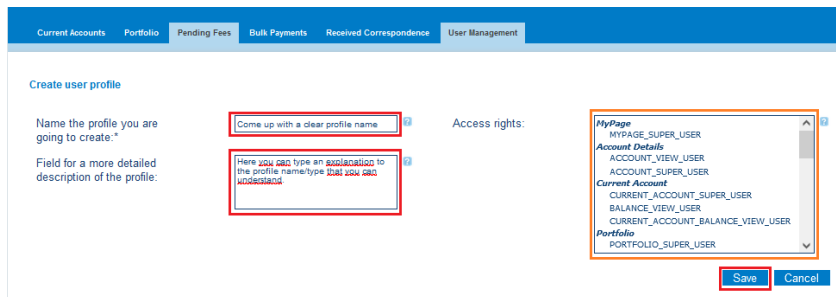 Current Accounts Portfolio Pending Fees Bulk Payments Received Correspondence User Management
Create user profile
Name the profile you are
going to create:*
Come up with a clear profile name
?
Field for a more detailed
description of the profile:
Here you can type an explanation to
the profile name/type that you can
understand.
?
Access rights:
MyPage
MYPAGE_SUPER_USER
Account Details
ACCOUNT_VIEW_USER
ACCOUNT_SUPER_USER
Current Account
CURRENT_ACCOUNT_SUPER_USER
BALANCE_VIEW_USER
CURRENT_ACCOUNT_BALANCE_VIEW_USER
Portfolio
PORTFOLIO_SUPER_USER
?
Save Cancel